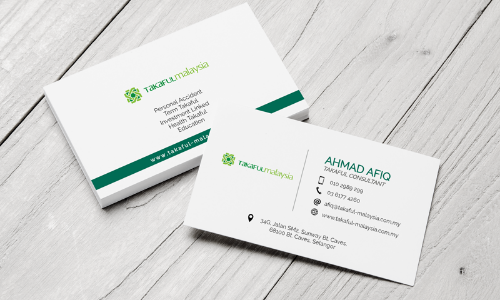 Takafulmalaysia
Personal Accident
Term Takaful
Investment Linked
Health Takaful
Education
www.takaful-mala
Takafulmalaysia
AHMAD AFIQ
TAKAFUL CONSULTANT
010 2989 299
03 6177 4260
afiq@takaful-malaysia.com.my
www.takaful-malaysia.com.my
34G, Jalan SM2, Sunway Bt. Caves,
68100 Bt. Caves, Selangor